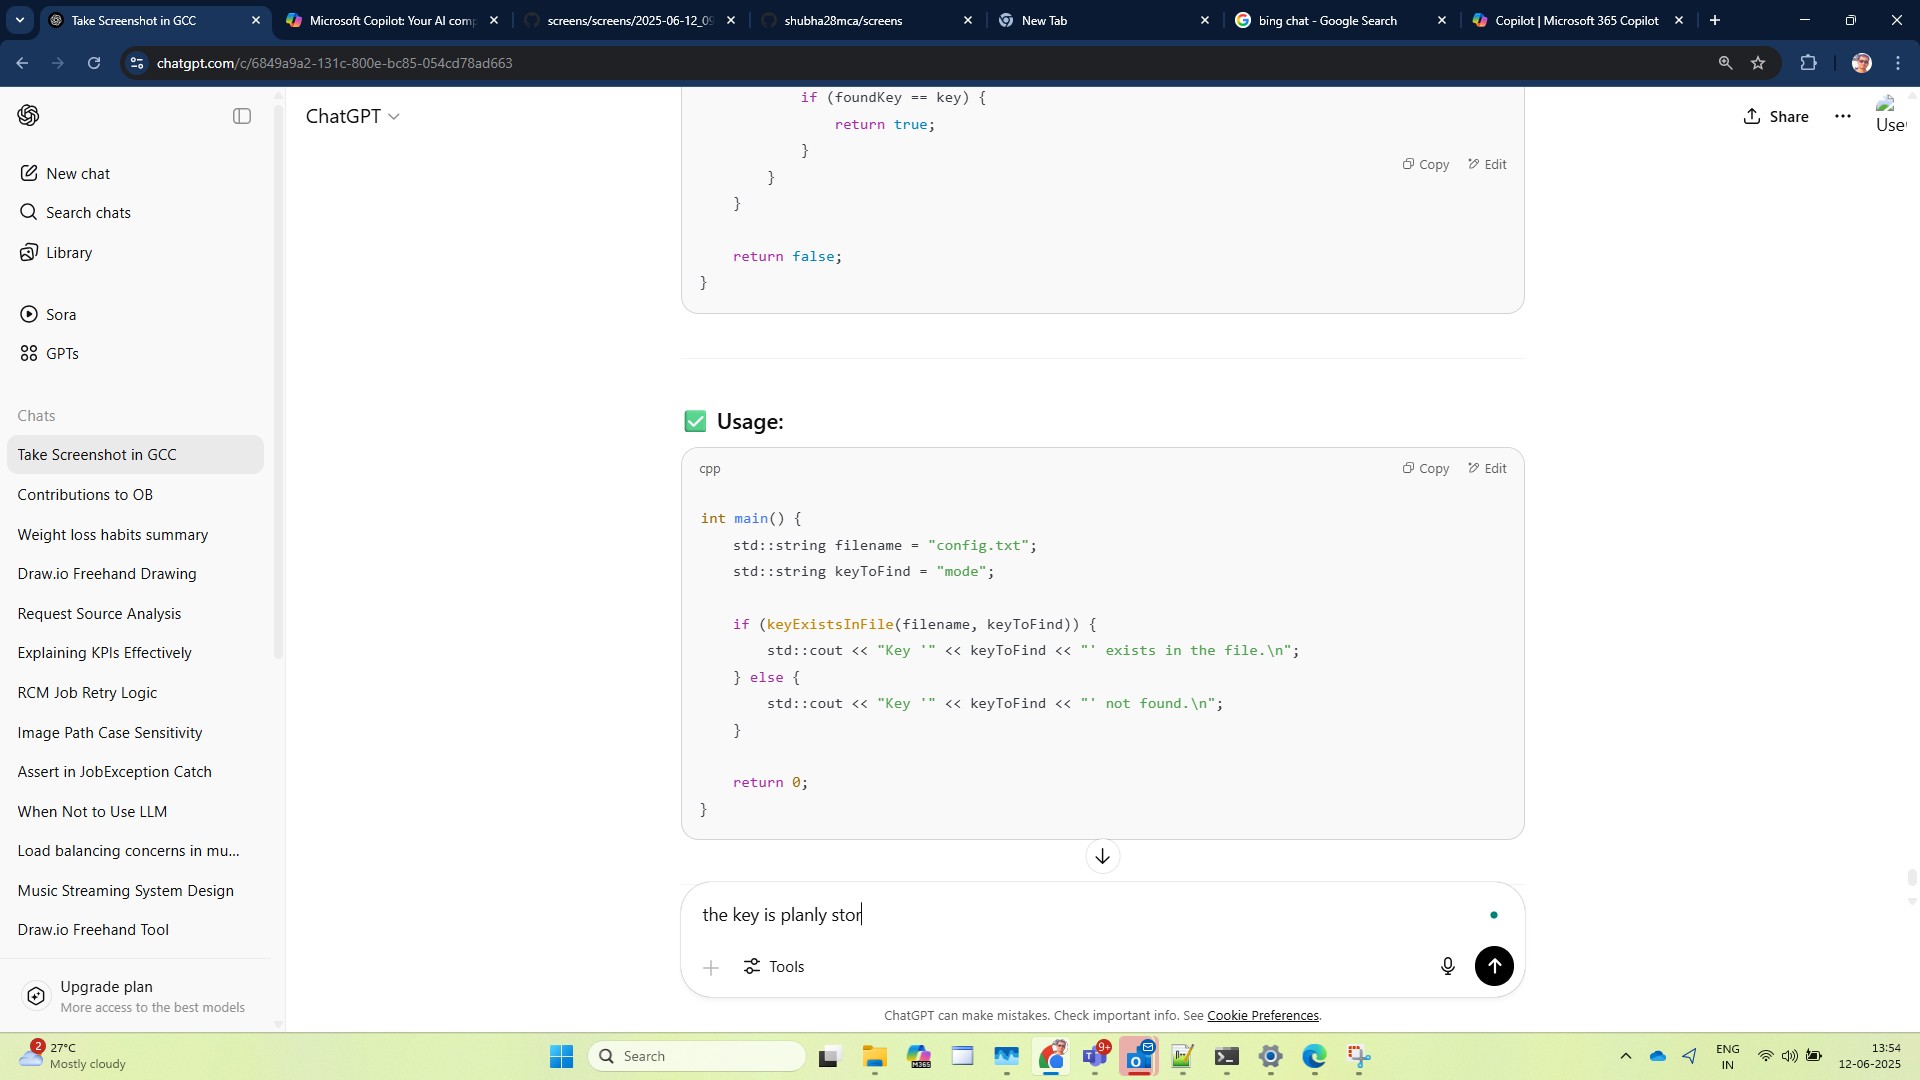 Take Screenshot in GCC
Microsoft Copilot: Your AI comp
screens/screens/2025-06-12_09
shubha28mca/screens
New Tab
bing chat - Google Search
Copilot | Microsoft 365 Copilot
chatgpt.com/c/6849a9a2-131c-800e-bc85-054cd78ad663
ChatGPT
Share
User
New chat
Search chats
Library
Sora
GPTs
Chats
Take Screenshot in GCC
Contributions to OB
Weight loss habits summary
Draw.io Freehand Drawing
Request Source Analysis
Explaining KPIs Effectively
RCM Job Retry Logic
Image Path Case Sensitivity
Assert in JobException Catch
When Not to Use LLM
Load balancing concerns in mu...
Music Streaming System Design
Draw.io Freehand Tool
Upgrade plan
More access to the best models
if (foundKey == key) {
return true;
}
Copy Edit
}
}
return false;
}
Usage:
cpp
Copy Edit
int main() {
std::string filename = "config.txt";
std::string keyToFind = "mode";
if (keyExistsInFile(filename, keyToFind)) {
std::cout << "Key '" << keyToFind << "' exists in the file.\n";
} else {
std::cout << "Key '" << keyToFind << "' not found.\n";
}
return 0;
}
the key is planly stor
Tools
ChatGPT can make mistakes. Check important info. See Cookie Preferences.
2
27°C
Mostly cloudy
Search
M365
9+
ENG
IN
13:54
12-06-2025